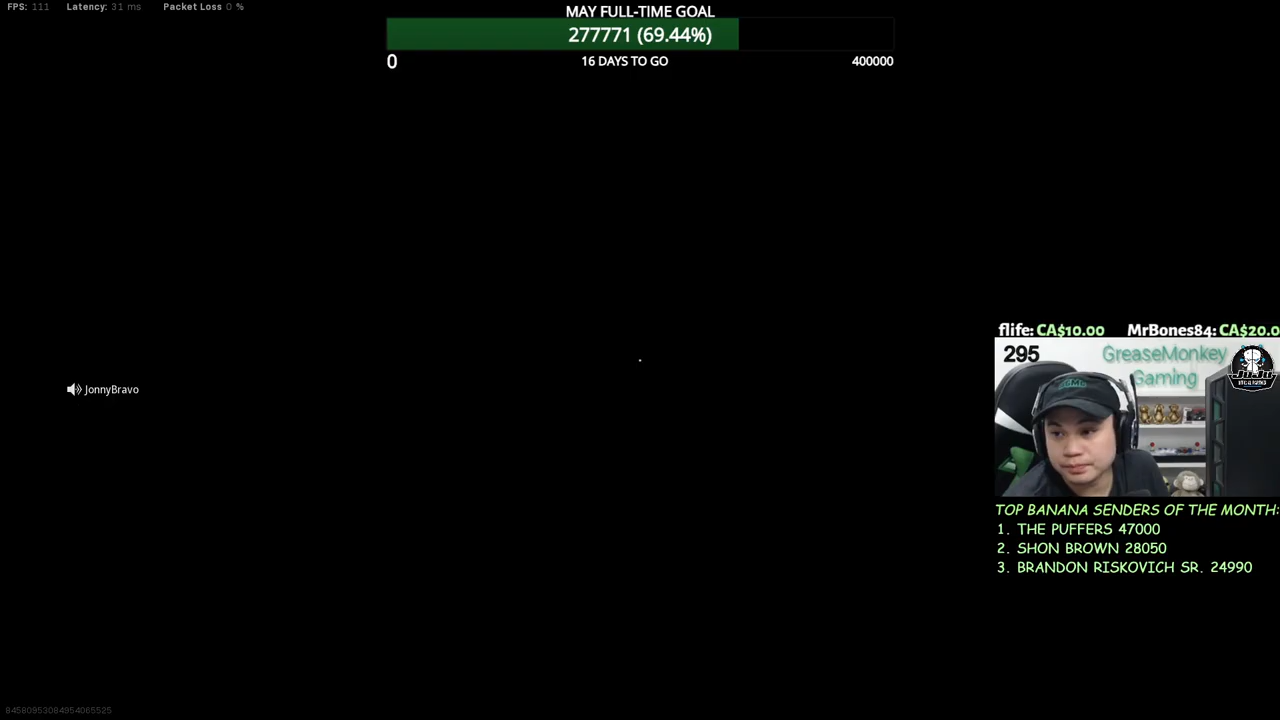 FPS: 111 Latency: 31 ms Packet Loss 0 %
MAY FULL-TIME GOAL
277771 (69.44%)
0 16 DAYS TO GO 400000
flife: CA$10.00 MrBones84: CA$20.0
295
GreaseMonkey
Gaming
GMG
JonnyBravo
TOP BANANA SENDERS OF THE MONTH:
1. THE PUFFERS 47000
2. SHON BROWN 28050
3. BRANDON RISKOVICH SR. 24990
84580953084954065525